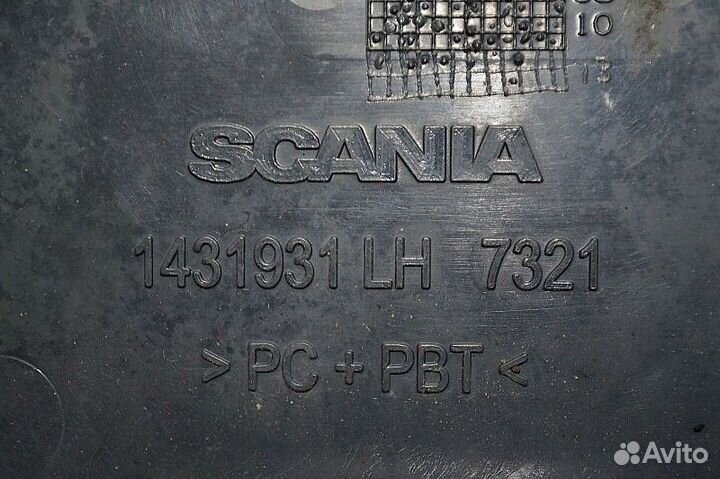 10
13
SCANIA
1431931 LH 7321
> PC + PBT <
Avito